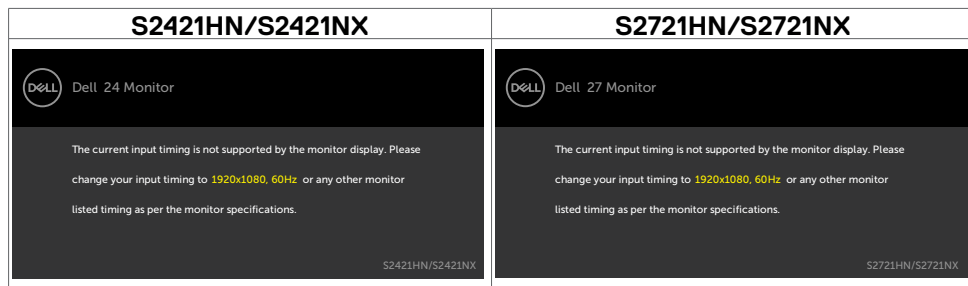 S2421HN/S2421NX
S2721HN/S2721NX
DELL
Dell 24 Monitor
The current input timing is not supported by the monitor display. Please
change your input timing to 1920x1080, 60Hz or any other monitor
listed timing as per the monitor specifications.
S2421HN/S2421NX
DELL
Dell 27 Monitor
The current input timing is not supported by the monitor display. Please
change your input timing to 1920x1080, 60Hz or any other monitor
listed timing as per the monitor specifications.
S2721HN/S2721NX